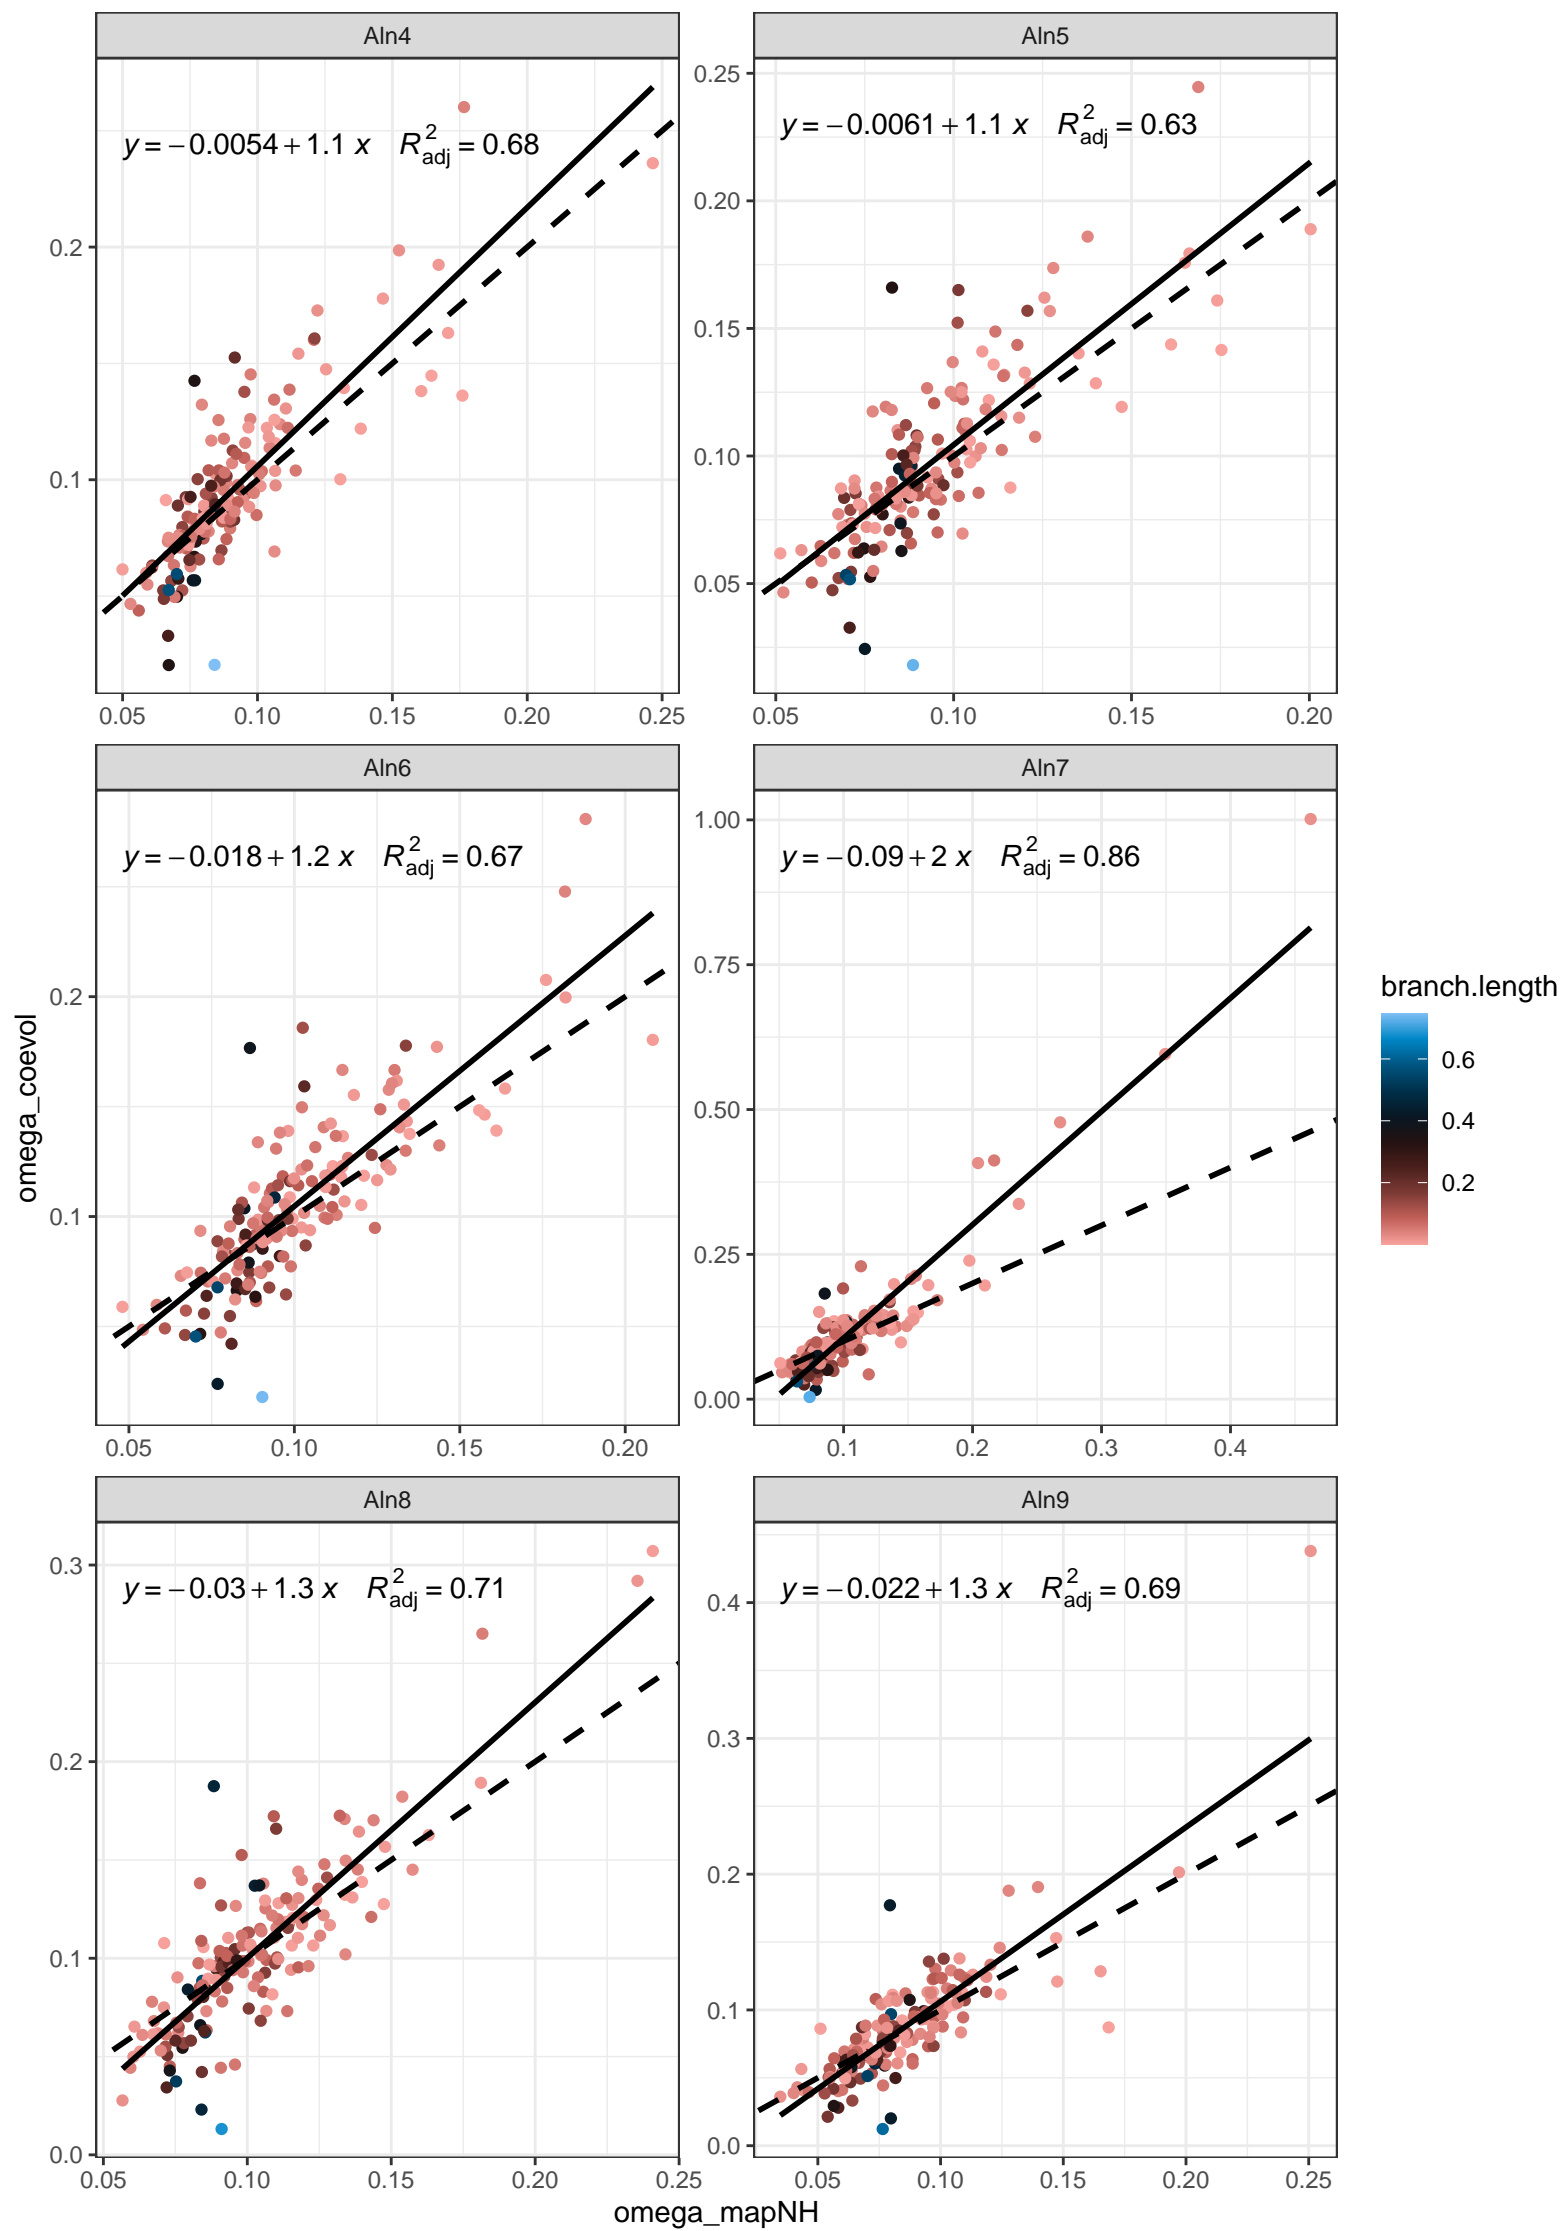 Aln4
Aln5
y = −0.0054 + 1.1 x R²adj = 0.68
y = −0.0061 + 1.1 x R²adj = 0.63
0.2
0.1
0.25
0.20
0.15
0.10
0.05
0.05 0.10 0.15 0.20 0.25
0.05 0.10 0.15 0.20
Aln6
Aln7
y = −0.018 + 1.2 x R²adj = 0.67
y = −0.09 + 2 x R²adj = 0.86
0.2
0.1
1.00
0.75
0.50
0.25
0.00
0.05 0.10 0.15 0.20
0.1 0.2 0.3 0.4
Aln8
Aln9
y = −0.03 + 1.3 x R²adj = 0.71
y = −0.022 + 1.3 x R²adj = 0.69
0.3
0.2
0.1
0.0
0.4
0.3
0.2
0.1
0.0
0.05 0.10 0.15 0.20 0.25
0.05 0.10 0.15 0.20 0.25
omega_mapNH
omega_coevol
branch.length
0.6
0.4
0.2